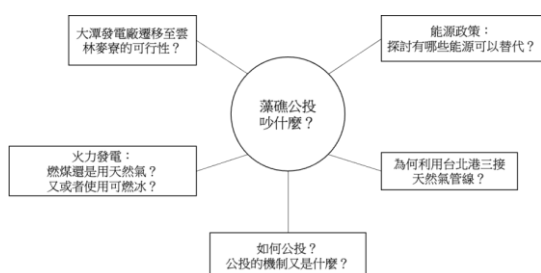 大潭發電廠遷移至雲
林麥寮的可行性？
能源政策：
探討有哪些能源可以替代？
藻礁公投
吵什麼？
火力發電：
燃煤還是用天然氣？
又或者使用可燃冰？
為何利用台北港三接
天然氣管線？
如何公投？
公投的機制又是什麼？